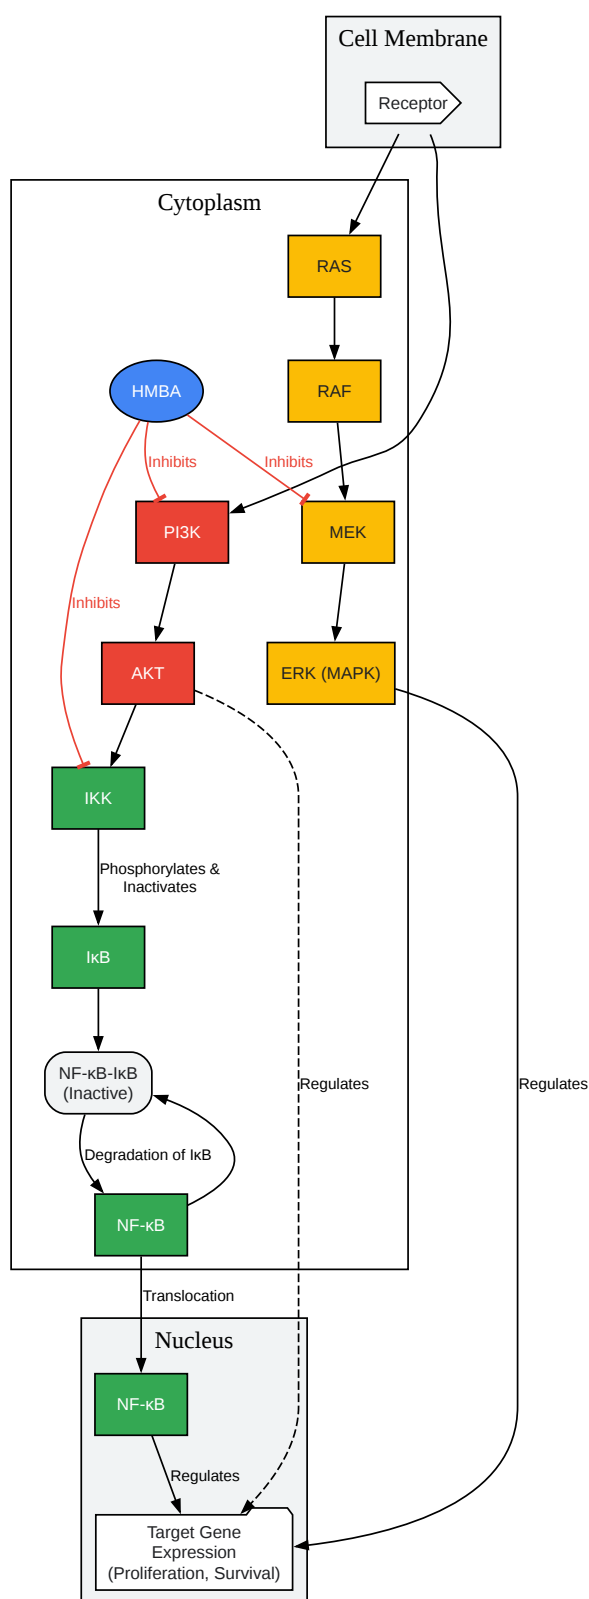 Cell Membrane
Receptor
Cytoplasm
RAS
HMBA
RAF
Inhibits
Inhibits
PI3K
MEK
Inhibits
AKT
ERK (MAPK)
IKK
Phosphorylates &
Inactivates
IκB
NF-κB-IκB
(Inactive)
Regulates
Regulates
Degradation of IκB
NF-κB
Translocation
Nucleus
NF-κB
Regulates
Target Gene
Expression
(Proliferation, Survival)